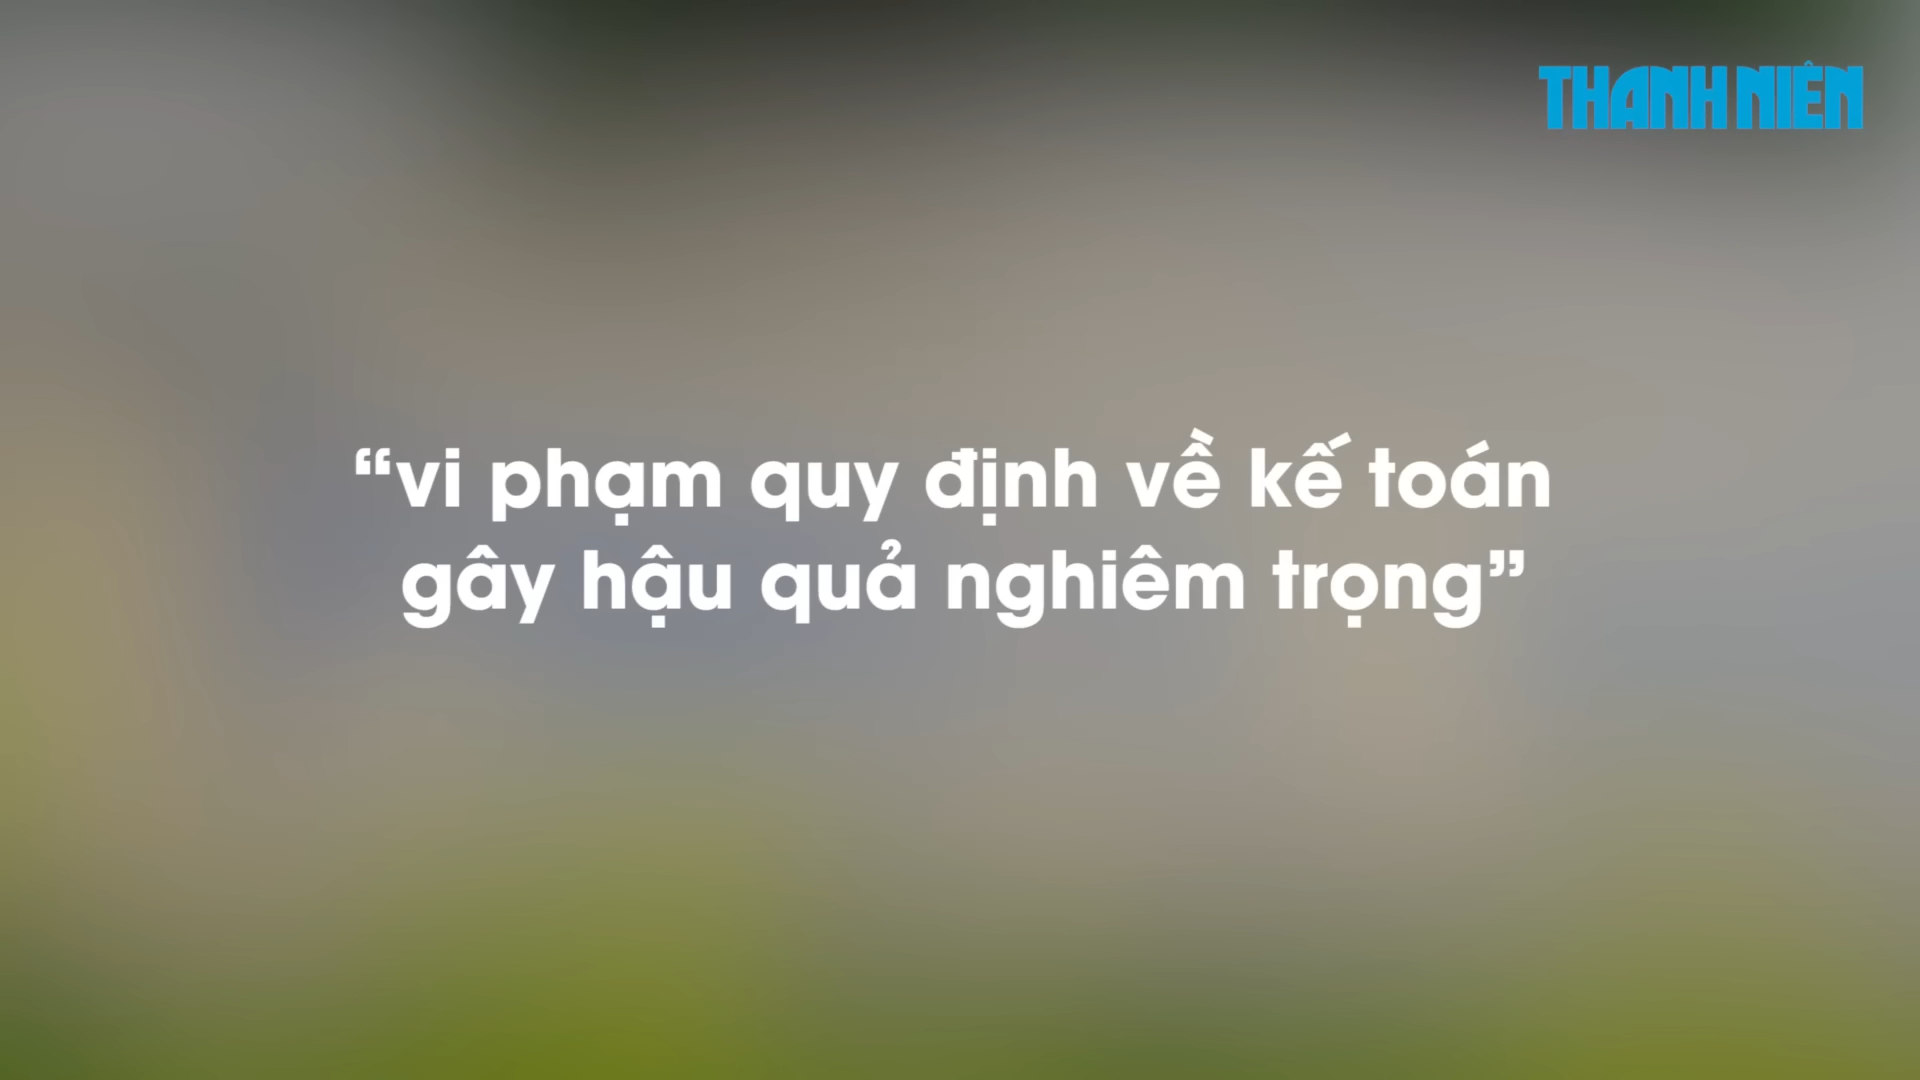 THANH NIÊN
“vi phạm quy định về kế toán
gây hậu quả nghiêm trọng”